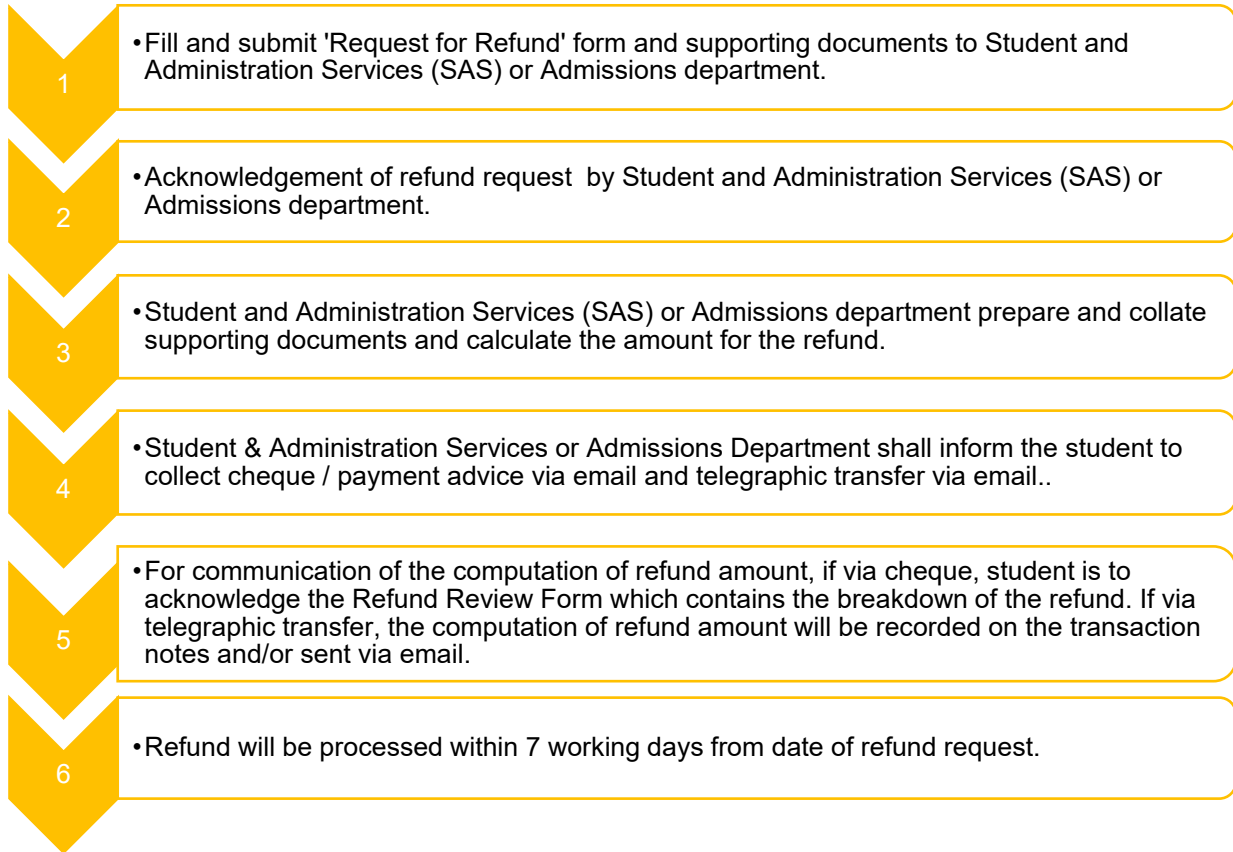 1
•Fill and submit 'Request for Refund' form and supporting documents to Student and
Administration Services (SAS) or Admissions department.
2
•Acknowledgement of refund request  by Student and Administration Services (SAS) or
Admissions department.
3
•Student and Administration Services (SAS) or Admissions department prepare and collate
supporting documents and calculate the amount for the refund.
4
•Student & Administration Services or Admissions Department shall inform the student to
collect cheque / payment advice via email and telegraphic transfer via email..
5
•For communication of the computation of refund amount, if via cheque, student is to
acknowledge the Refund Review Form which contains the breakdown of the refund. If via
telegraphic transfer, the computation of refund amount will be recorded on the transaction
notes and/or sent via email.
6
•Refund will be processed within 7 working days from date of refund request.